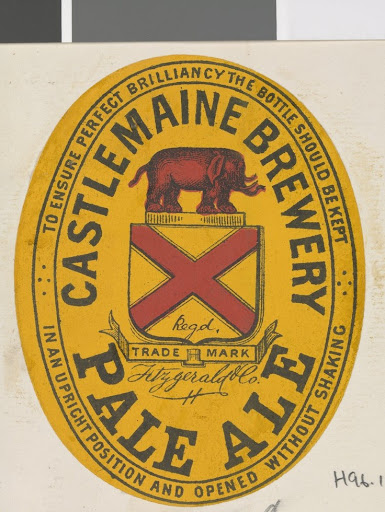 TO ENSURE PERFECT BRILLIANCY THE BOTTLE SHOULD BE KEPT
CASTLEMAINE BREWERY
Regd.
TRADE MARK
Fitzgerald & Co.
PALE ALE
IN AN UPRIGHT POSITION AND OPENED WITHOUT SHAKING
H96.1